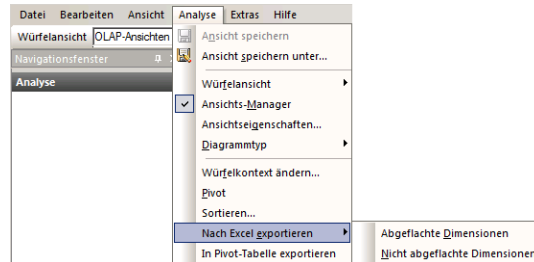 Datei Bearbeiten Ansicht Analyse Extras Hilfe
Würfelansicht OLAP-Ansichten
Navigationsfenster
Analyse
Ansicht speichern
Ansicht speichern unter...
Würfelansicht
Ansichts-Manager
Ansichtseigenschaften...
Diagrammtyp
Würfelkontext ändern...
Pivot
Sortieren...
Nach Excel exportieren
Abgeflachte Dimensionen
In Pivot-Tabelle exportieren
Nicht abgeflachte Dimensionen